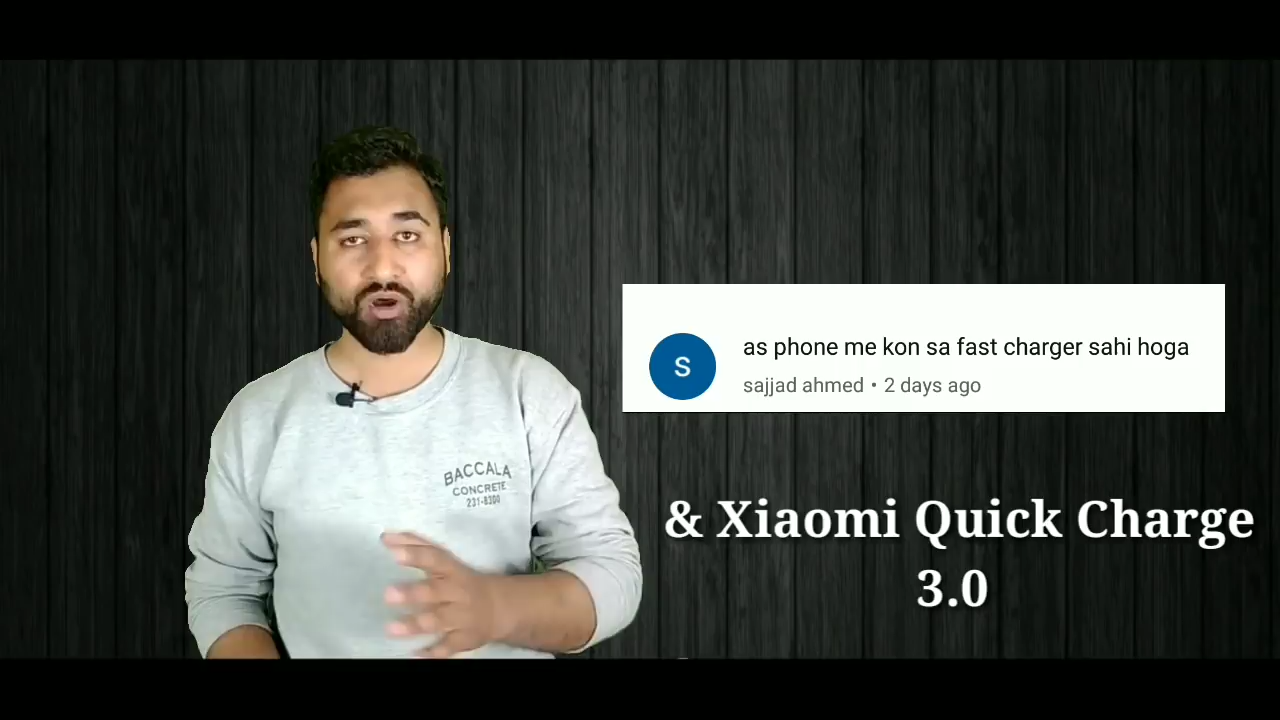 as phone me kon sa fast charger sahi hoga
S
sajjad ahmed • 2 days ago
BACCALA
CONCRETE
231-8300
& Xiaomi Quick Charge
3.0